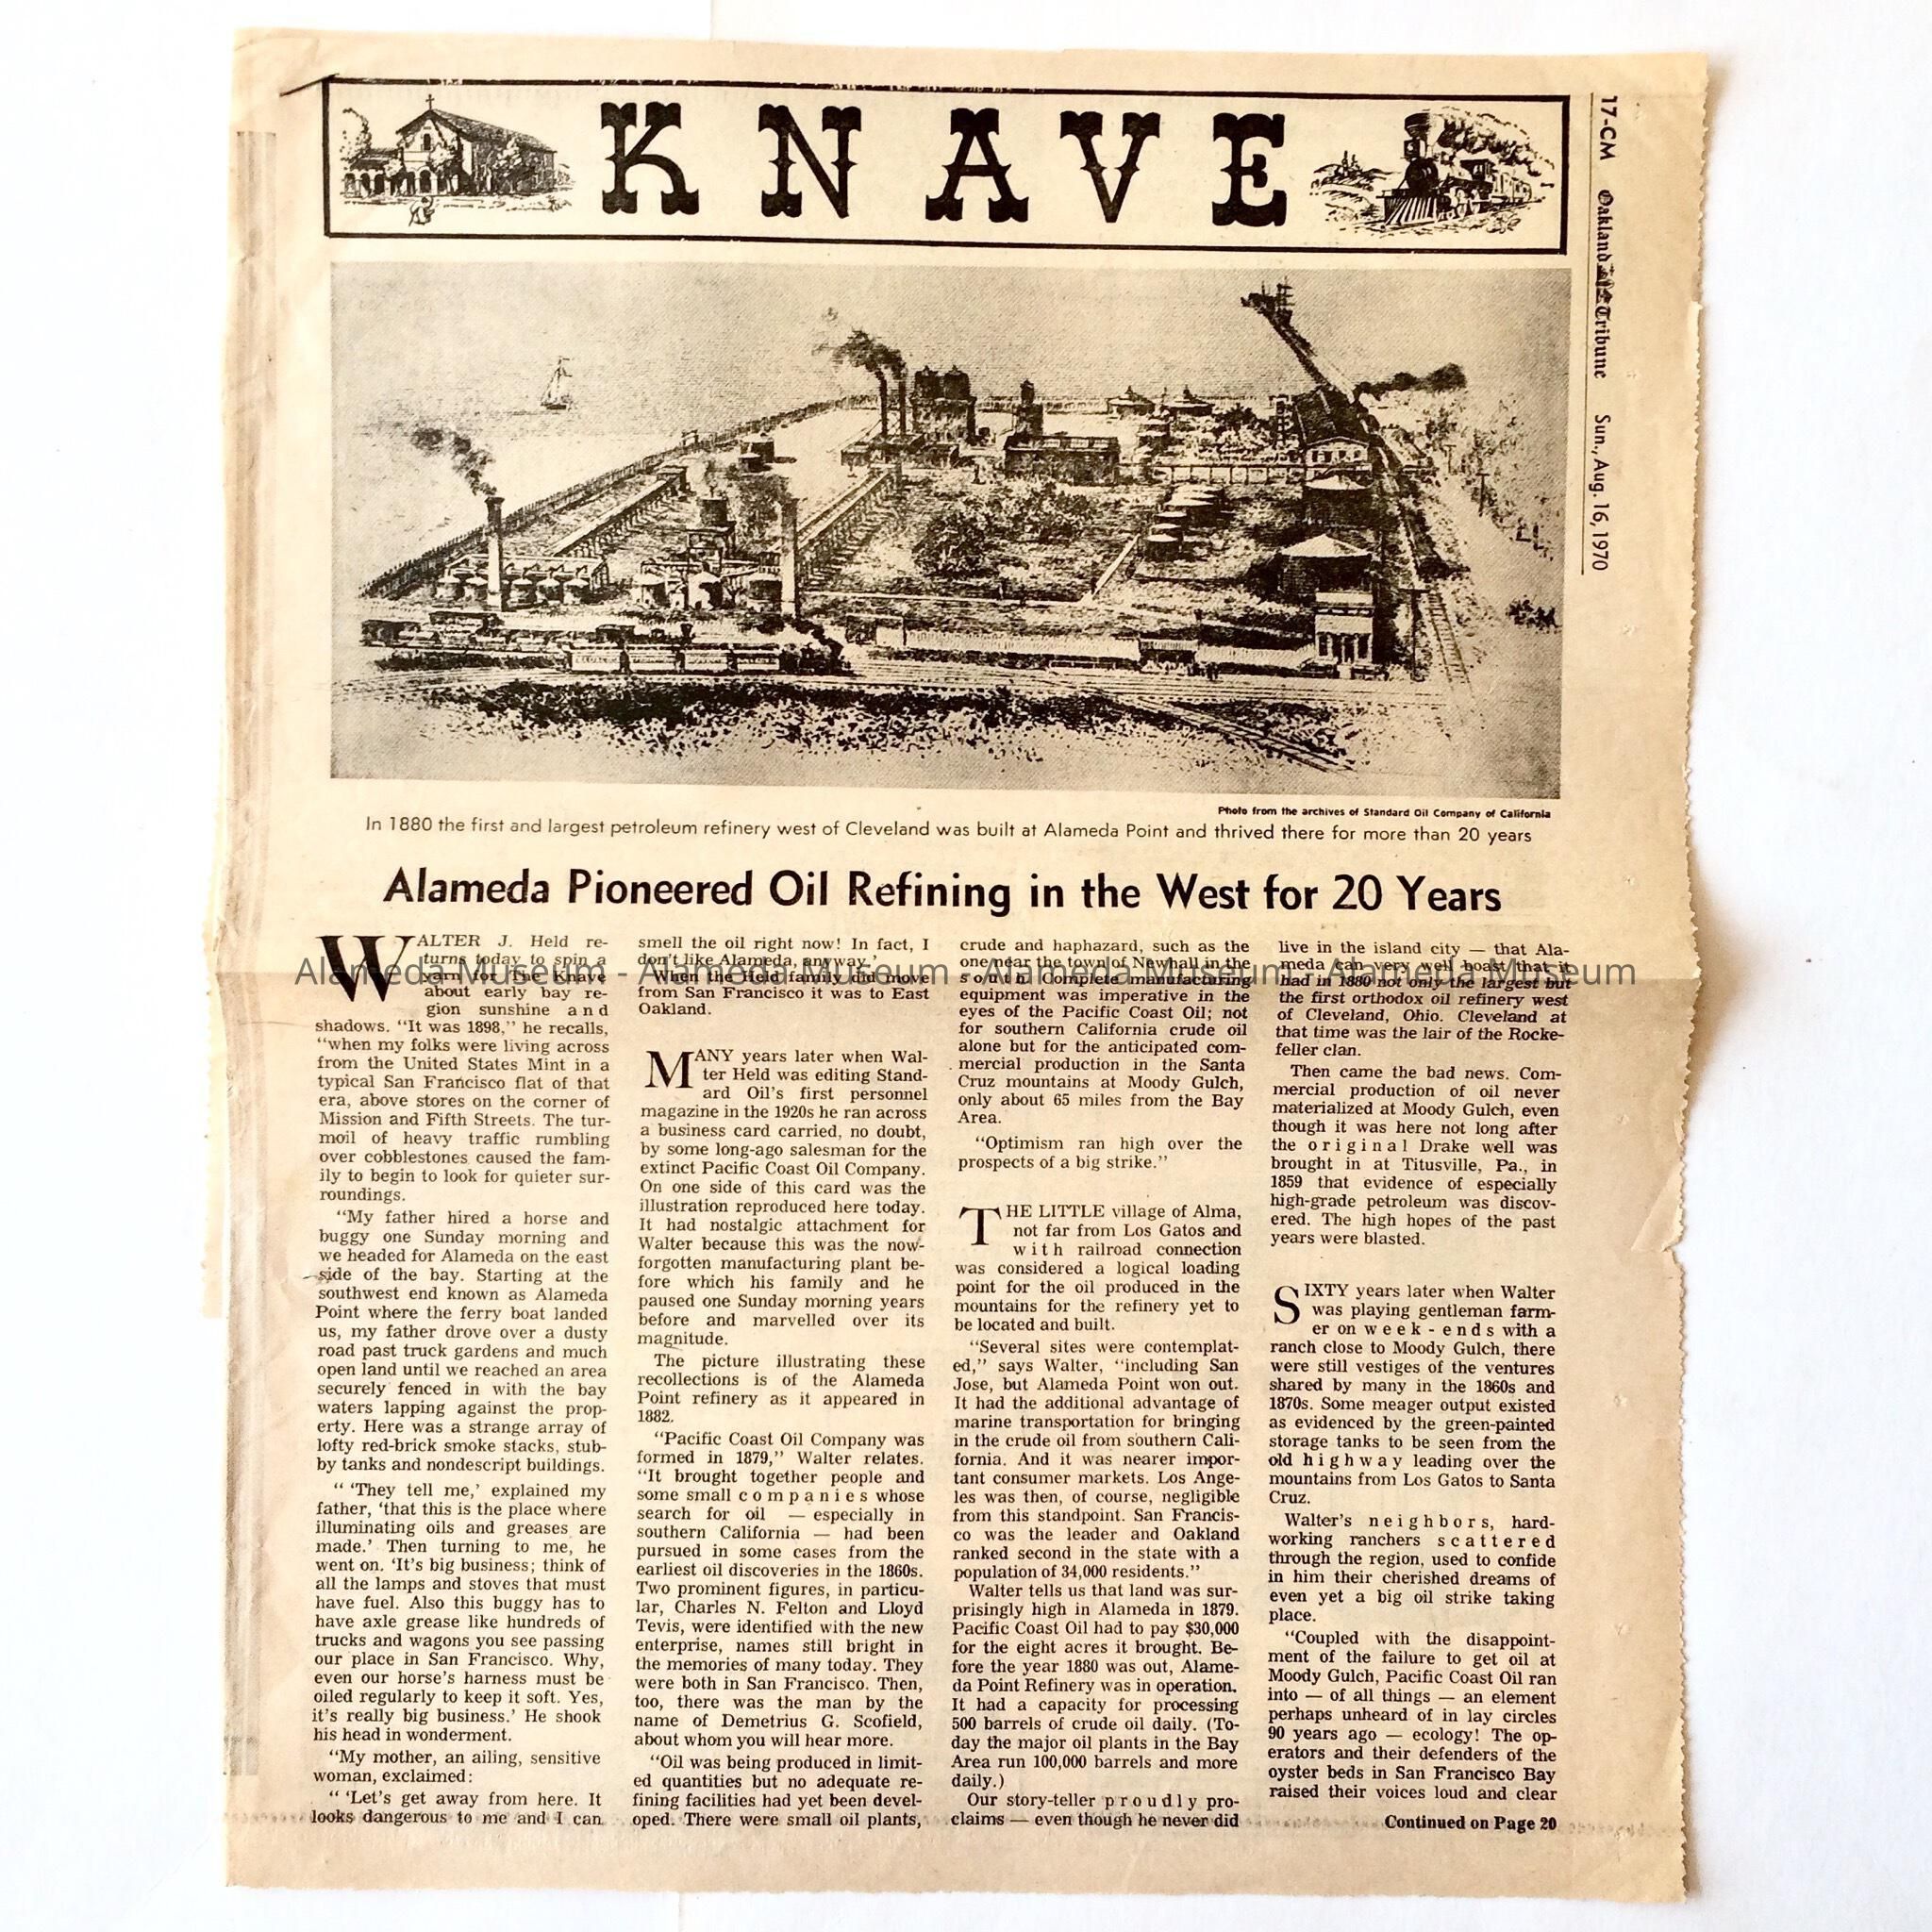 KNAVE
17-CM Oakland Tribune Sun., Aug. 16, 1970
Photo from the archives of Standard Oil Company of California
In 1880 the first and largest petroleum refinery west of Cleveland was built at Alameda Point and thrived there for more than 20 years
Alameda Pioneered Oil Refining in the West for 20 Years
WALTER J. Held re-
turns today to spin a
yarn for The Knave
about early bay re-
gion sunshine and
shadows. "It was 1898," he recalls,
"when my folks were living across
from the United States Mint in a
typical San Francisco flat of that
era, above stores on the corner of
Mission and Fifth Streets. The tur-
moil of heavy traffic rumbling
over cobblestones caused the fam-
ily to begin to look for quieter sur-
roundings.
"My father hired a horse and
buggy one Sunday morning and
we headed for Alameda on the east
side of the bay. Starting at the
southwest end known as Alameda
Point where the ferry boat landed
us, my father drove over a dusty
road past truck gardens and much
open land until we reached an area
securely fenced in with the bay
waters lapping against the prop-
erty. Here was a strange array of
lofty red-brick smoke stacks, stub-
by tanks and nondescript buildings.
" 'They tell me,' explained my
father, 'that this is the place where
illuminating oils and greases are
made.' Then turning to me, he
went on. 'It's big business; think of
all the lamps and stoves that must
have fuel. Also this buggy has to
have axle grease like hundreds of
trucks and wagons you see passing
our place in San Francisco. Why,
even our horse's harness must be
oiled regularly to keep it soft. Yes,
it's really big business.' He shook
his head in wonderment.
"My mother, an ailing, sensitive
woman, exclaimed:
" 'Let's get away from here. It
looks dangerous to me and I can
smell the oil right now! In fact, I
don't like Alameda, anyway.'
When the Held family did move
from San Francisco it was to East
Oakland.
MANY years later when Wal-
ter Held was editing Stand-
ard Oil's first personnel
magazine in the 1920s he ran across
a business card carried, no doubt,
by some long-ago salesman for the
extinct Pacific Coast Oil Company.
On one side of this card was the
illustration reproduced here today.
It had nostalgic attachment for
Walter because this was the now-
forgotten manufacturing plant be-
fore which his family and he
paused one Sunday morning years
before and marvelled over its
magnitude.
The picture illustrating these
recollections is of the Alameda
Point refinery as it appeared in
1882.
"Pacific Coast Oil Company was
formed in 1879," Walter relates.
"It brought together people and
some small companies whose
search for oil — especially in
southern California — had been
pursued in some cases from the
earliest oil discoveries in the 1860s.
Two prominent figures, in particu-
lar, Charles N. Felton and Lloyd
Tevis, were identified with the new
enterprise, names still bright in
the memories of many today. They
were both in San Francisco. Then,
too, there was the man by the
name of Demetrius G. Scofield,
about whom you will hear more.
"Oil was being produced in limit-
ed quantities but no adequate re-
fining facilities had yet been devel-
oped. There were small oil plants,
crude and haphazard, such as the
one near the town of Newhall in the
south. Complete manufacturing
equipment was imperative in the
eyes of the Pacific Coast Oil; not
for southern California crude oil
alone but for the anticipated com-
mercial production in the Santa
Cruz mountains at Moody Gulch,
only about 65 miles from the Bay
Area.
"Optimism ran high over the
prospects of a big strike."
THE LITTLE village of Alma,
not far from Los Gatos and
with railroad connection
was considered a logical loading
point for the oil produced in the
mountains for the refinery yet to
be located and built.
"Several sites were contemplat-
ed," says Walter, "including San
Jose, but Alameda Point won out.
It had the additional advantage of
marine transportation for bringing
in the crude oil from southern Cali-
fornia. And it was nearer impor-
tant consumer markets. Los Ange-
les was then, of course, negligible
from this standpoint. San Francis-
co was the leader and Oakland
ranked second in the state with a
population of 34,000 residents."
Walter tells us that land was sur-
prisingly high in Alameda in 1879.
Pacific Coast Oil had to pay $30,000
for the eight acres it brought. Be-
fore the year 1880 was out, Alame-
da Point Refinery was in operation.
It had a capacity for processing
500 barrels of crude oil daily. (To-
day the major oil plants in the Bay
Area run 100,000 barrels and more
daily.)
Our story-teller proudly pro-
claims — even though he never did
live in the island city — that Ala-
meda can very well boast that it
had in 1880 not only the largest but
the first orthodox oil refinery west
of Cleveland, Ohio. Cleveland at
that time was the lair of the Rocke-
feller clan.
Then came the bad news. Com-
mercial production of oil never
materialized at Moody Gulch, even
though it was here not long after
the original Drake well was
brought in at Titusville, Pa., in
1859 that evidence of especially
high-grade petroleum was discov-
ered. The high hopes of the past
years were blasted.
SIXTY years later when Walter
was playing gentleman farm-
er on week-ends with a
ranch close to Moody Gulch, there
were still vestiges of the ventures
shared by many in the 1860s and
1870s. Some meager output existed
as evidenced by the green-painted
storage tanks to be seen from the
old highway leading over the
mountains from Los Gatos to Santa
Cruz.
Walter's neighbors, hard-
working ranchers scattered
through the region, used to confide
in him their cherished dreams of
even yet a big oil strike taking
place.
"Coupled with the disappoint-
ment of the failure to get oil at
Moody Gulch, Pacific Coast Oil ran
into — of all things — an element
perhaps unheard of in lay circles
90 years ago — ecology! The op-
erators and their defenders of the
oyster beds in San Francisco Bay
raised their voices loud and clear
Continued on Page 20
Alameda Museum - Alameda Museum - Alameda Museum - Alameda Museum